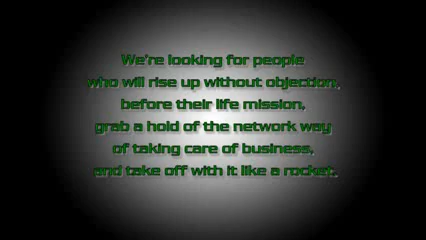 We're looking for people
who will rise up without objection,
before their life mission,
grab a hold of the network way
of taking care of business,
and take off with it like a rocket.